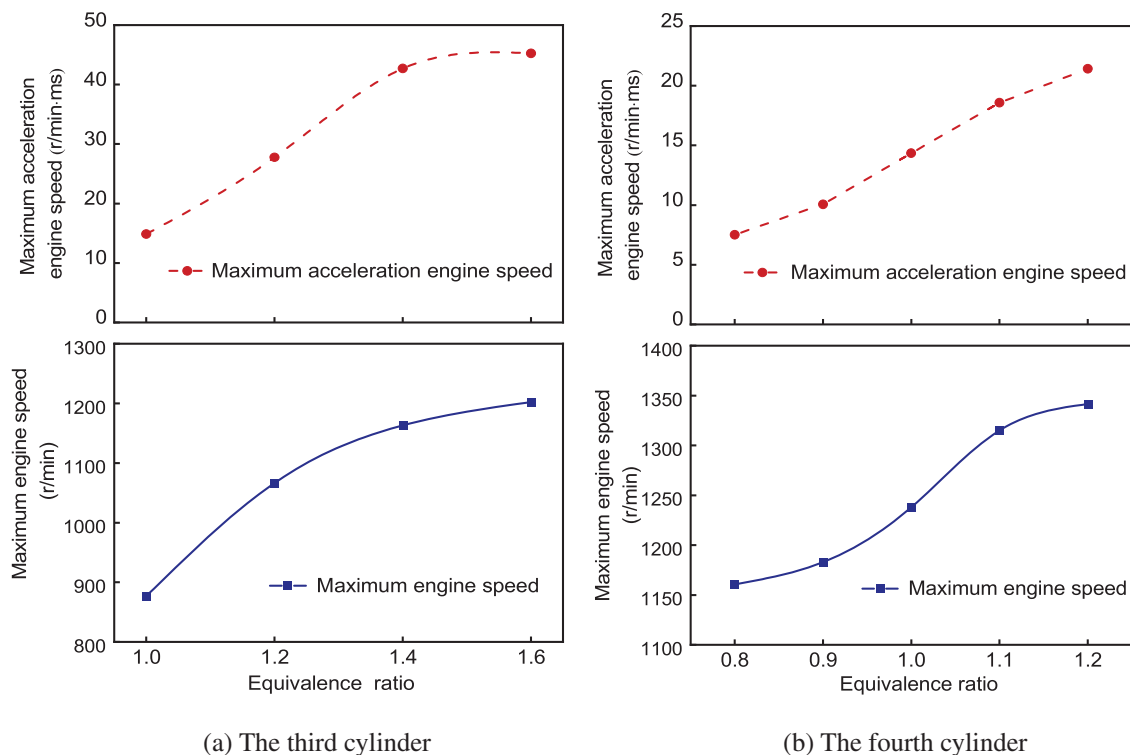 Maximum acceleration
engine speed (r/min·ms)
50
40
30
20
10
0
Maximum acceleration engine speed
Maximum engine speed
(r/min)
1300
1200
1100
1000
900
800
Maximum engine speed
1.0 1.2 1.4 1.6
Equivalence ratio
(a) The third cylinder
Maximum acceleration
engine speed (r/min·ms)
25
20
15
10
5
0
Maximum acceleration engine speed
Maximum engine speed
(r/min)
1400
1350
1300
1250
1200
1150
1100
Maximum engine speed
0.8 0.9 1.0 1.1 1.2
Equivalence ratio
(b) The fourth cylinder